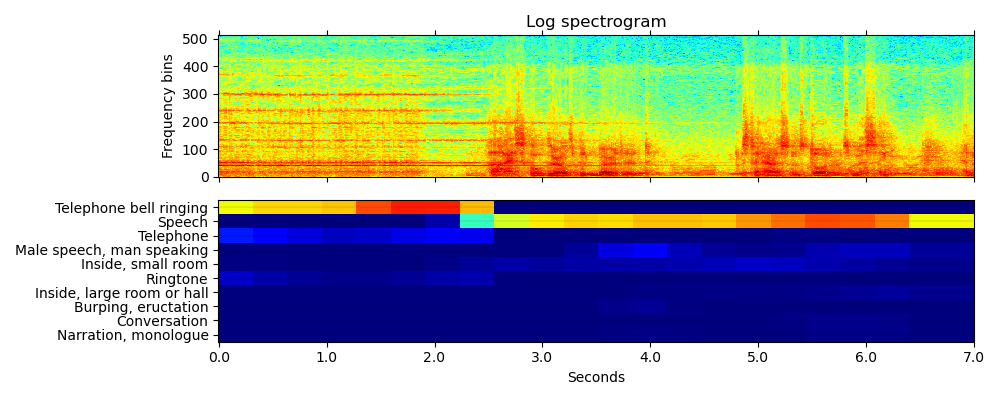 Log spectrogram
Frequency bins
500
400
300
200
100
0
Telephone bell ringing
Speech
Telephone
Male speech, man speaking
Inside, small room
Ringtone
Inside, large room or hall
Burping, eructation
Conversation
Narration, monologue
0.0 1.0 2.0 3.0 4.0 5.0 6.0 7.0
Seconds